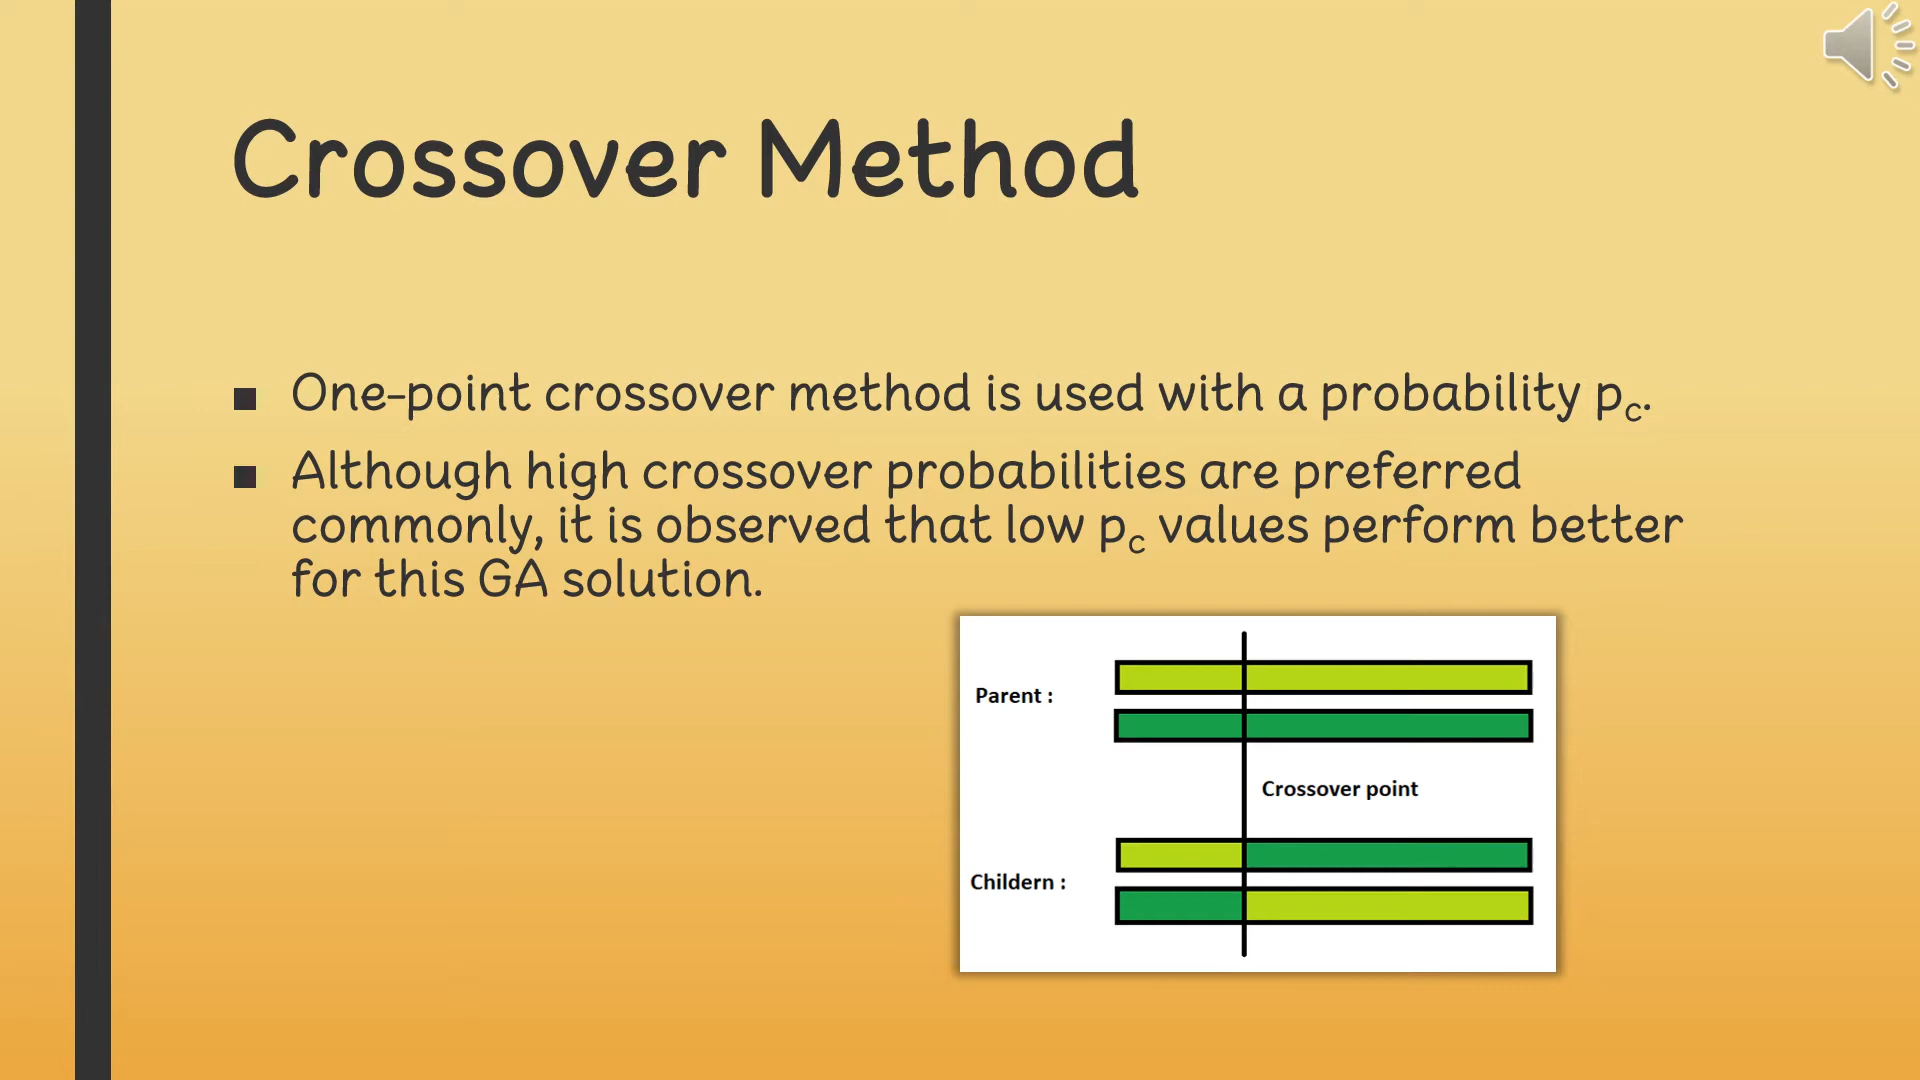 Crossover Method
■ One-point crossover method is used with a probability p_c.
■ Although high crossover probabilities are preferred
commonly, it is observed that low p_c values perform better
for this GA solution.
Parent :
Crossover point
Childern :